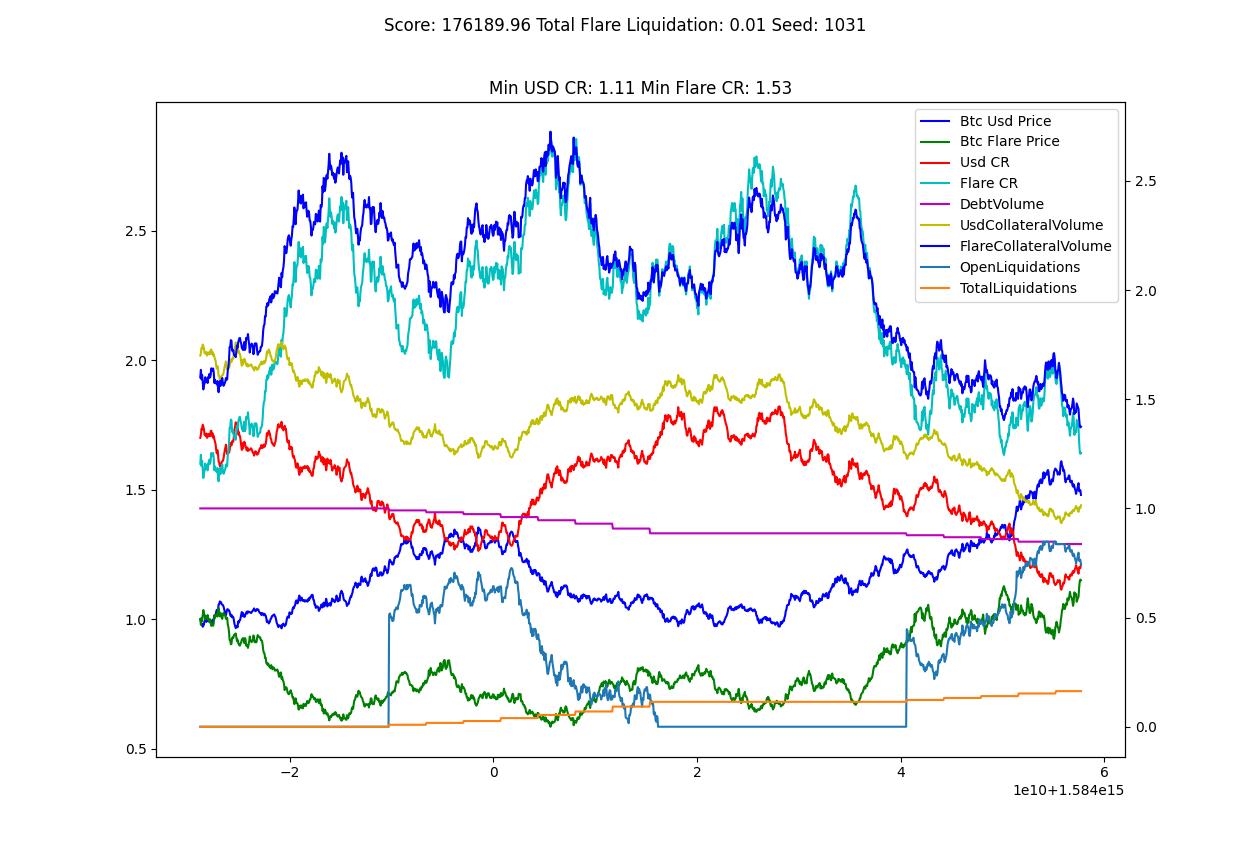 Score: 176189.96 Total Flare Liquidation: 0.01 Seed: 1031
Min USD CR: 1.11 Min Flare CR: 1.53
Btc Usd Price
Btc Flare Price
Usd CR
Flare CR
DebtVolume
UsdCollateralVolume
FlareCollateralVolume
OpenLiquidations
TotalLiquidations
2.5
2.0
1.5
1.0
0.5
2.5
2.0
1.5
1.0
0.5
0.0
−2
0
2
4
6
1e10+1.584e15